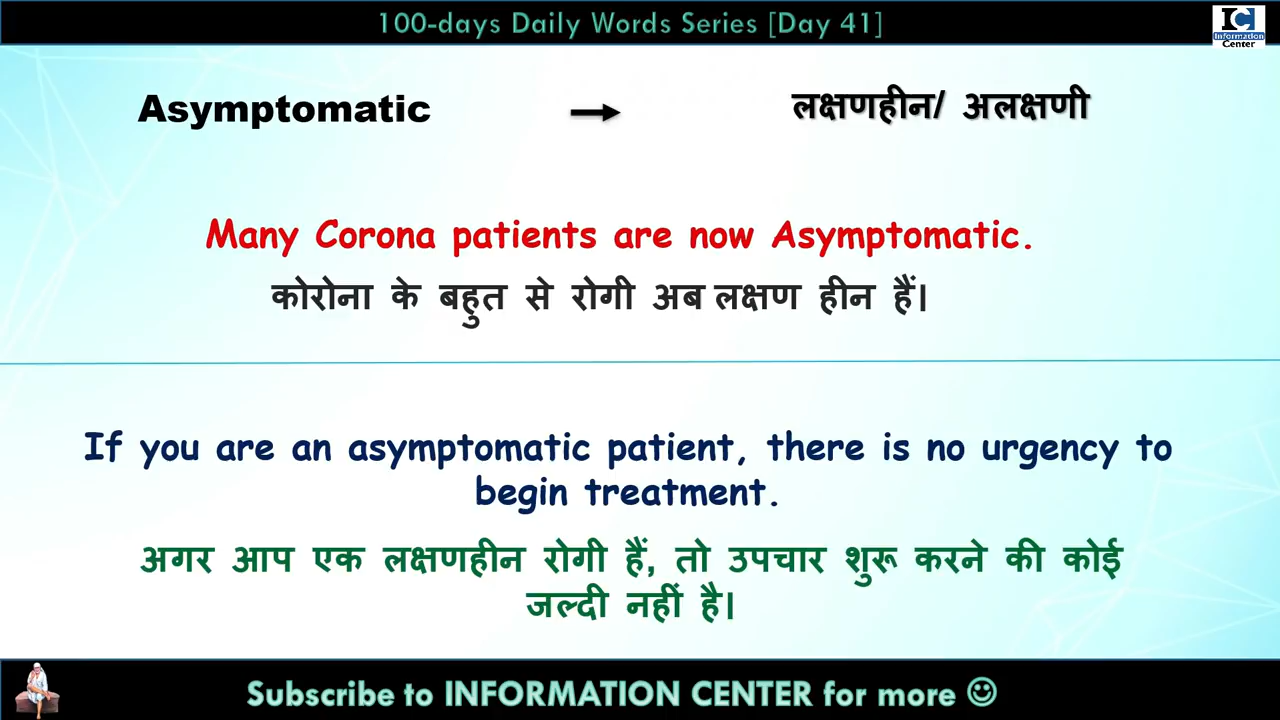 100-days Daily Words Series [Day 41]
IC
Information
Center
Asymptomatic → लक्षणहीन/ अलक्षणी
Many Corona patients are now Asymptomatic.
कोरोना के बहुत से रोगी अब लक्षण हीन हैं।
If you are an asymptomatic patient, there is no urgency to
begin treatment.
अगर आप एक लक्षणहीन रोगी हैं, तो उपचार शुरू करने की कोई
जल्दी नहीं है।
Subscribe to INFORMATION CENTER for more ☺